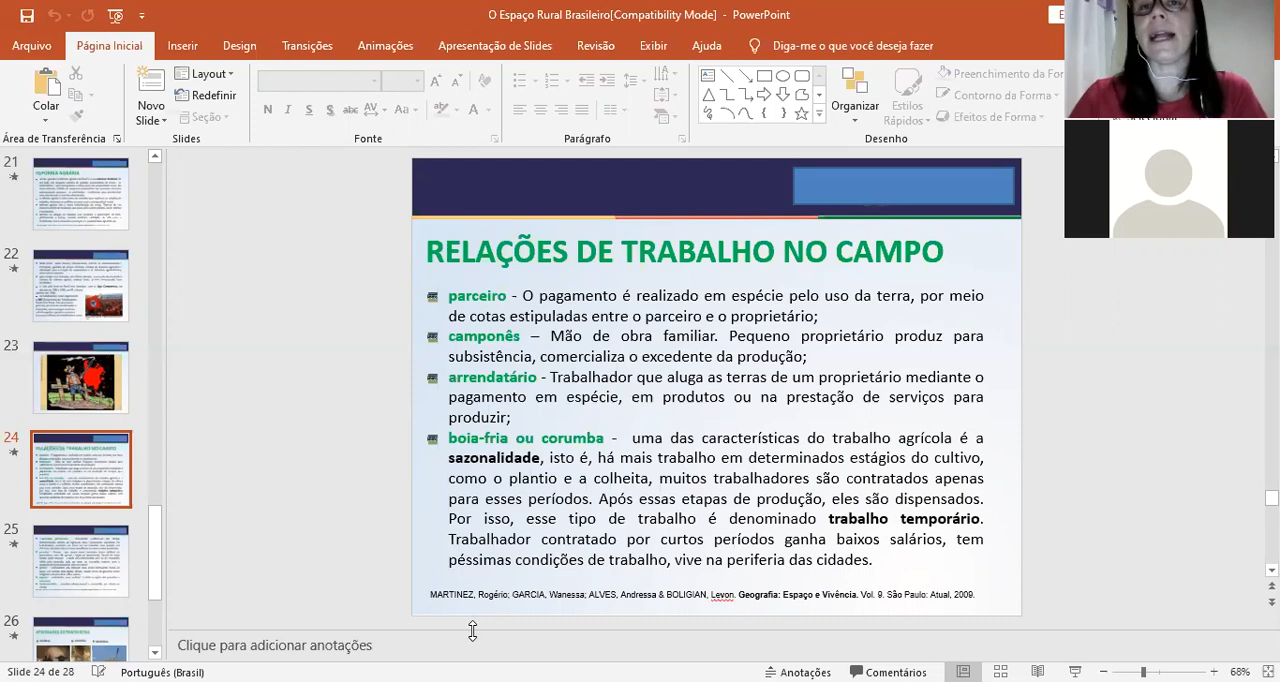 O Espaço Rural Brasileiro[Compatibility Mode] - PowerPoint
Arquivo Página Inicial Inserir Design Transições Animações Apresentação de Slides Revisão Exibir Ajuda Diga-me o que você deseja fazer
Colar
Novo
Slide
Layout
Redefinir
Seção
N I S S abc AV Aa A
Organizar
Estilos
Rápidos
Preenchimento da For
Contorno da Forma
Efeitos de Forma
Área de Transferência Slides Fonte Parágrafo Desenho
21
22
23
24
25
26
RELAÇÕES DE TRABALHO NO CAMPO
parceiro - O pagamento é realizado em pelo uso da terra, por meio
de cotas estipuladas entre o parceiro e o proprietário;
camponês – Mão de obra familiar. Pequeno proprietário produz para
subsistência, comercializa o excedente da produção;
arrendatário - Trabalhador que aluga as terras de um proprietário mediante o
pagamento em espécie, em produtos ou na prestação de serviços para
produzir;
boia-fria ou corumba - uma das características do trabalho agrícola é a
sazonalidade, isto é, há mais trabalho em determinados estágios do cultivo,
como o plantio e a colheita, muitos trabalhadores são contratados apenas
para esses períodos. Após essas etapas da produção, eles são dispensados.
Por isso, esse tipo de trabalho é denominado trabalho temporário.
Trabalhador contratado por curtos períodos, ganha baixos salários, tem
péssimas condições de trabalho, vive na periferia das cidades.
MARTINEZ, Rogério; GARCIA, Wanessa; ALVES, Andressa & BOLIGIAN, Levon. Geografia: Espaço e Vivência. Vol. 9. São Paulo: Atual, 2009.
Clique para adicionar anotações
Slide 24 de 28 Português (Brasil) Anotações Comentários 68%